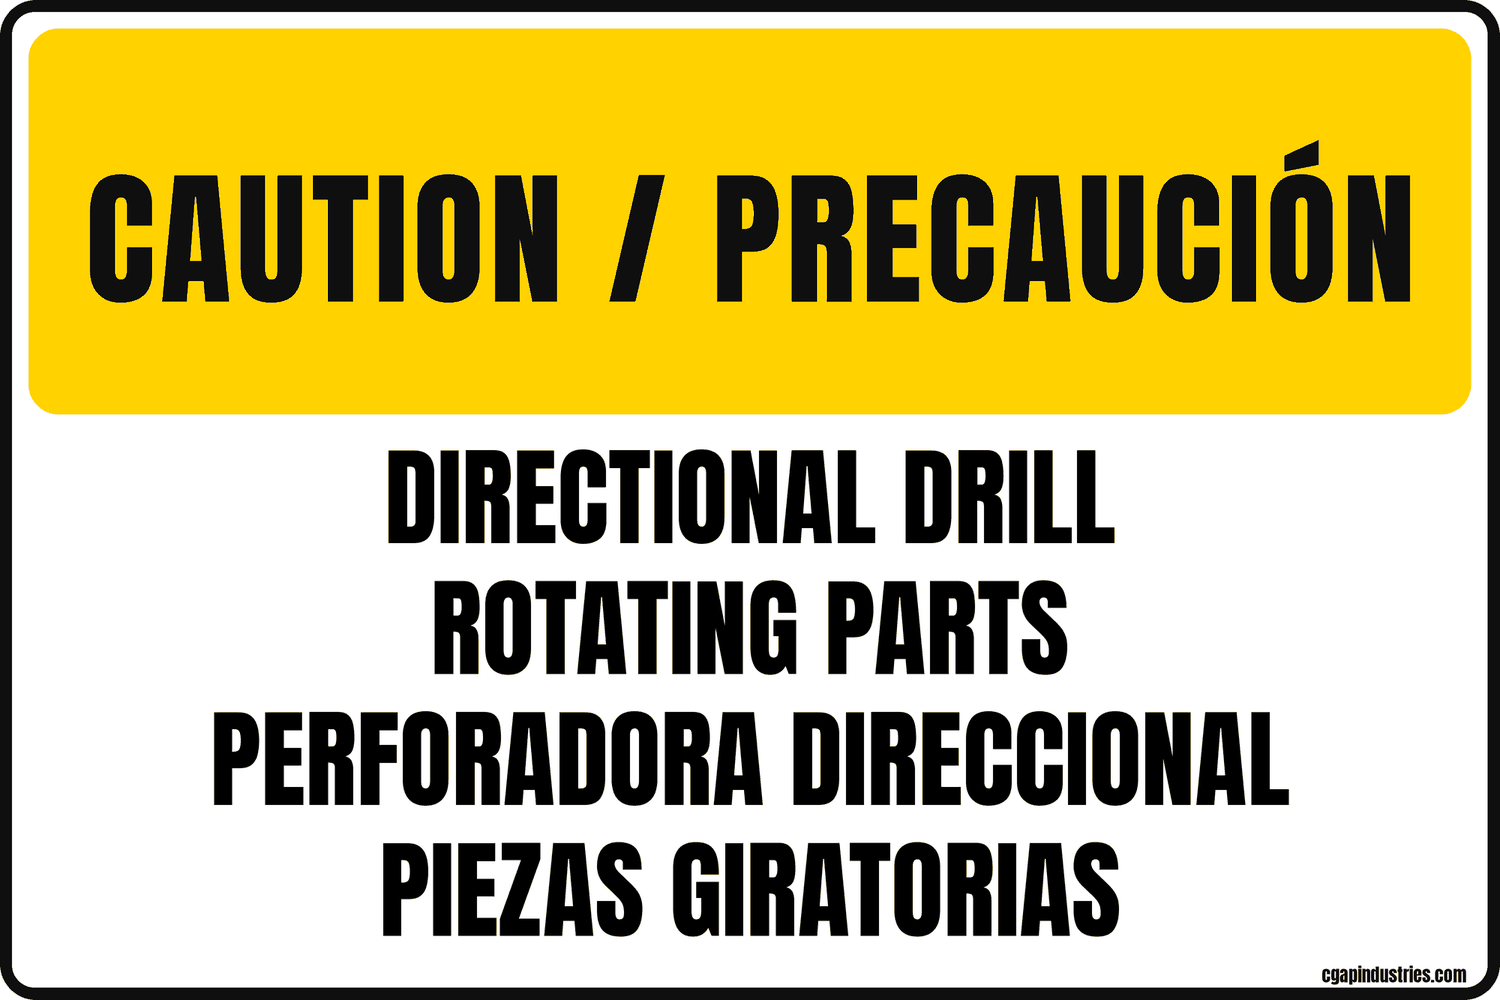 CAUTION / PRECAUCIÓN
DIRECTIONAL DRILL
ROTATING PARTS
PERFORADORA DIRECCIONAL
PIEZAS GIRATORIAS
cgapindustries.com